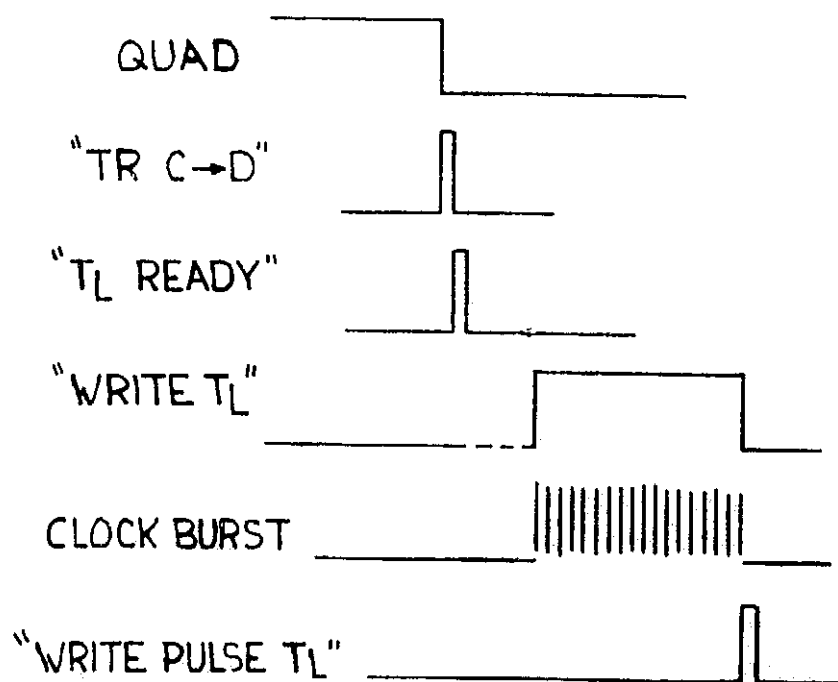 QUAD
"TR C→D"
"TL READY"
"WRITE TL"
CLOCK BURST
"WRITE PULSE TL"